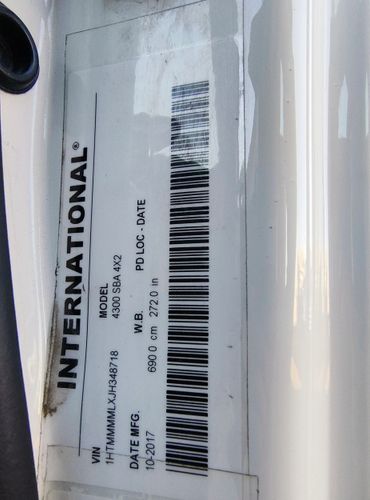 INTERNATIONAL®
VIN MODEL
1HTMMMMLXJH348718 4300 SBA 4X2
DATE MFG. W.B. PD LOC - DATE
10-2017 690.0 cm 272.0 in